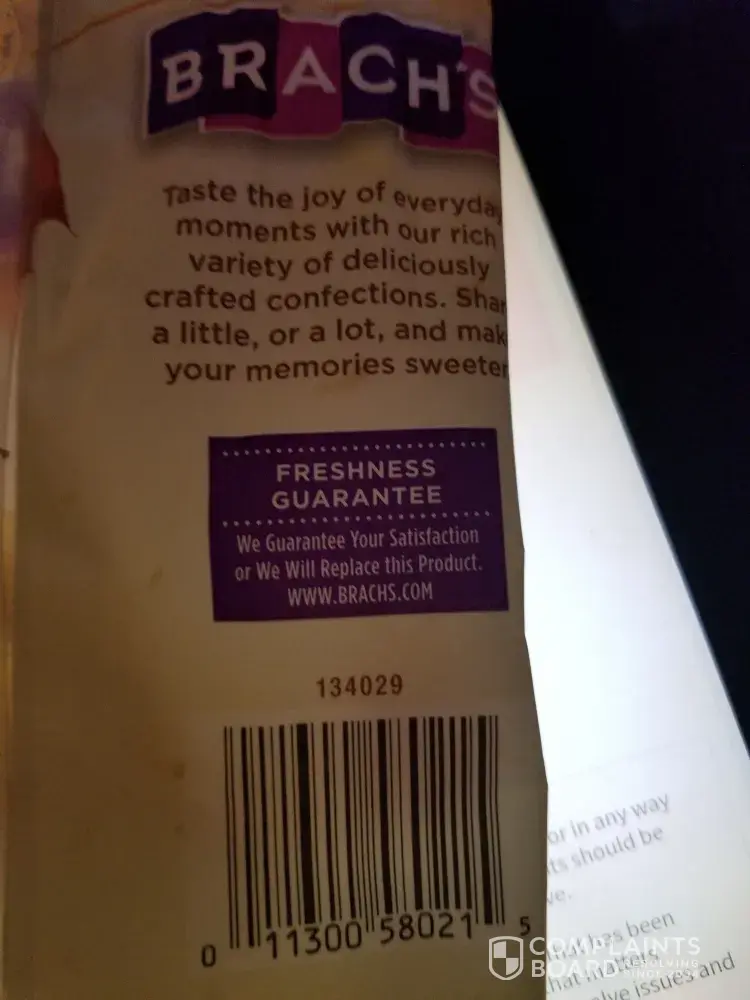 BRACH'S
Taste the joy of everyday
moments with our rich
variety of deliciously
crafted confections. Shar
a little, or a lot, and mak
your memories sweeter
FRESHNESS
GUARANTEE
We Guarantee Your Satisfaction
or We Will Replace this Product.
WWW.BRACHS.COM
134029
0 11300 58021 5
or in any way
ts should be
ve.
has been
that
lve issues and
COMPLAINTS
BOARD RESOLVING